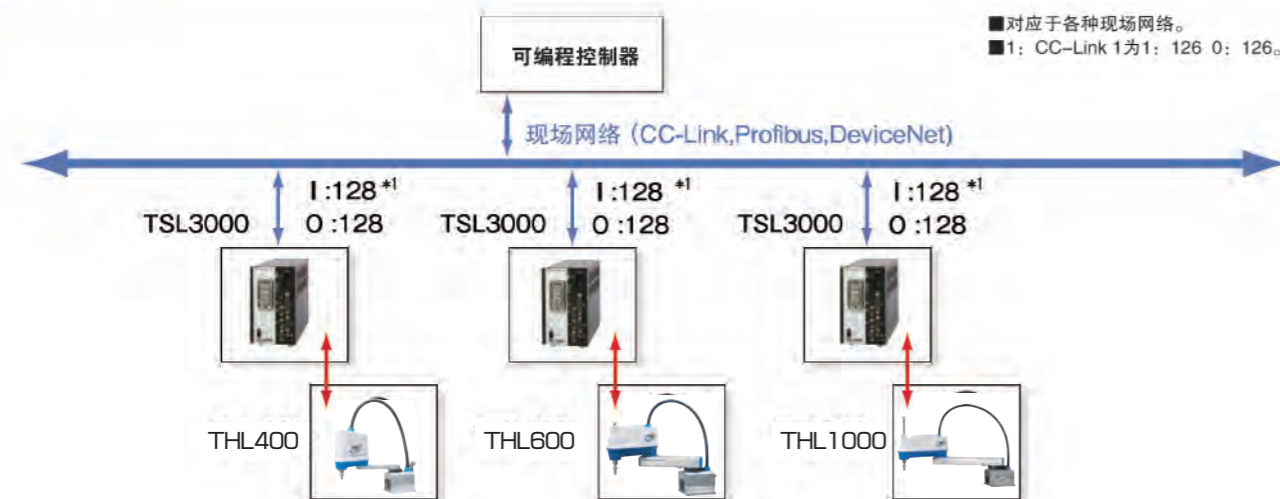 ■对应于各种现场网络。
■1：CC-Link 1为1：126 0：126。
可编程控制器
现场网络 (CC-Link,Profibus,DeviceNet)
I :128 *1 I :128 *1 I :128 *1
TSL3000 O :128 TSL3000 O :128 TSL3000 O :128
THL400 THL600 THL1000